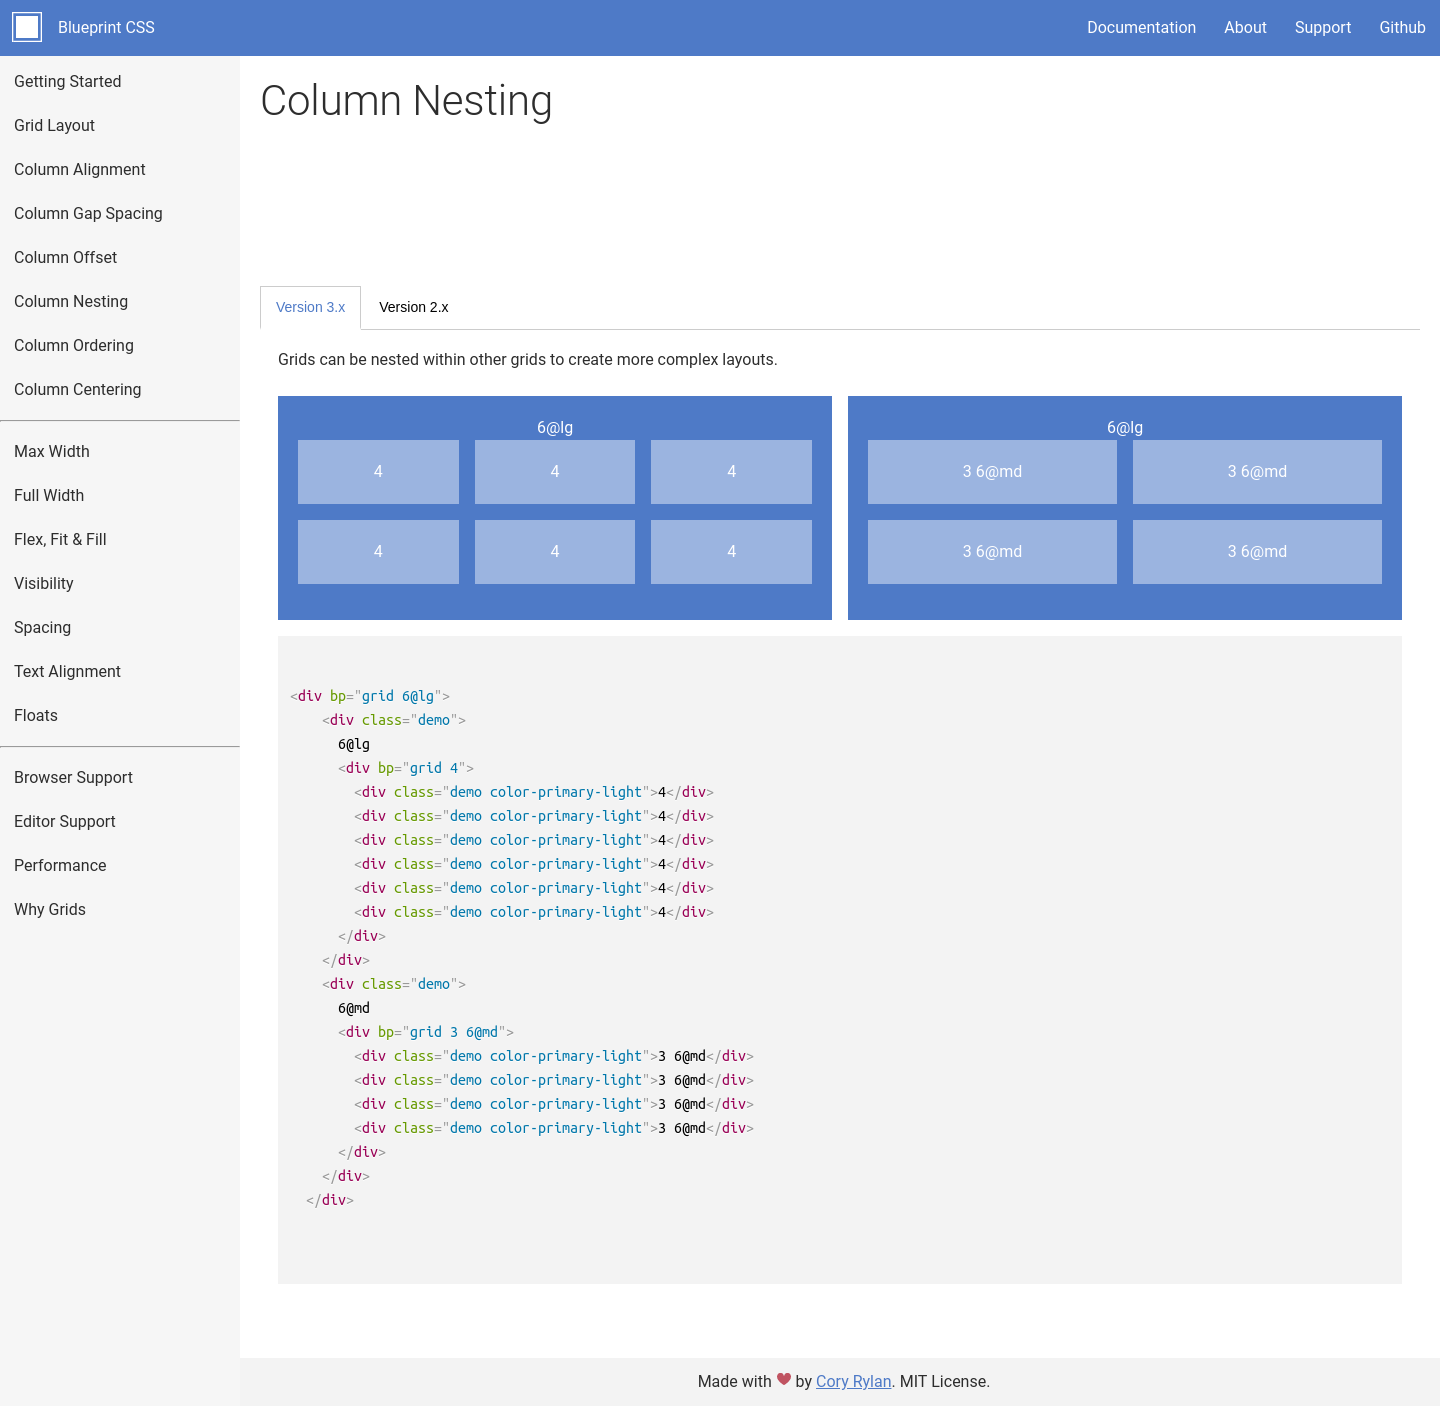 Blueprint CSS
Documentation About Support Github
Getting Started
Grid Layout
Column Alignment
Column Gap Spacing
Column Offset
Column Nesting
Column Ordering
Column Centering
Max Width
Full Width
Flex, Fit & Fill
Visibility
Spacing
Text Alignment
Floats
Browser Support
Editor Support
Performance
Why Grids
Column Nesting
Version 3.x Version 2.x
Grids can be nested within other grids to create more complex layouts.
6@lg
4 4 4
4 4 4
6@lg
3 6@md 3 6@md
3 6@md 3 6@md
<div bp="grid 6@lg">
    <div class="demo">
      6@lg
      <div bp="grid 4">
        <div class="demo color-primary-light">4</div>
        <div class="demo color-primary-light">4</div>
        <div class="demo color-primary-light">4</div>
        <div class="demo color-primary-light">4</div>
        <div class="demo color-primary-light">4</div>
        <div class="demo color-primary-light">4</div>
      </div>
    </div>
    <div class="demo">
      6@md
      <div bp="grid 3 6@md">
        <div class="demo color-primary-light">3 6@md</div>
        <div class="demo color-primary-light">3 6@md</div>
        <div class="demo color-primary-light">3 6@md</div>
        <div class="demo color-primary-light">3 6@md</div>
      </div>
    </div>
  </div>
Made with ♥ by Cory Rylan. MIT License.